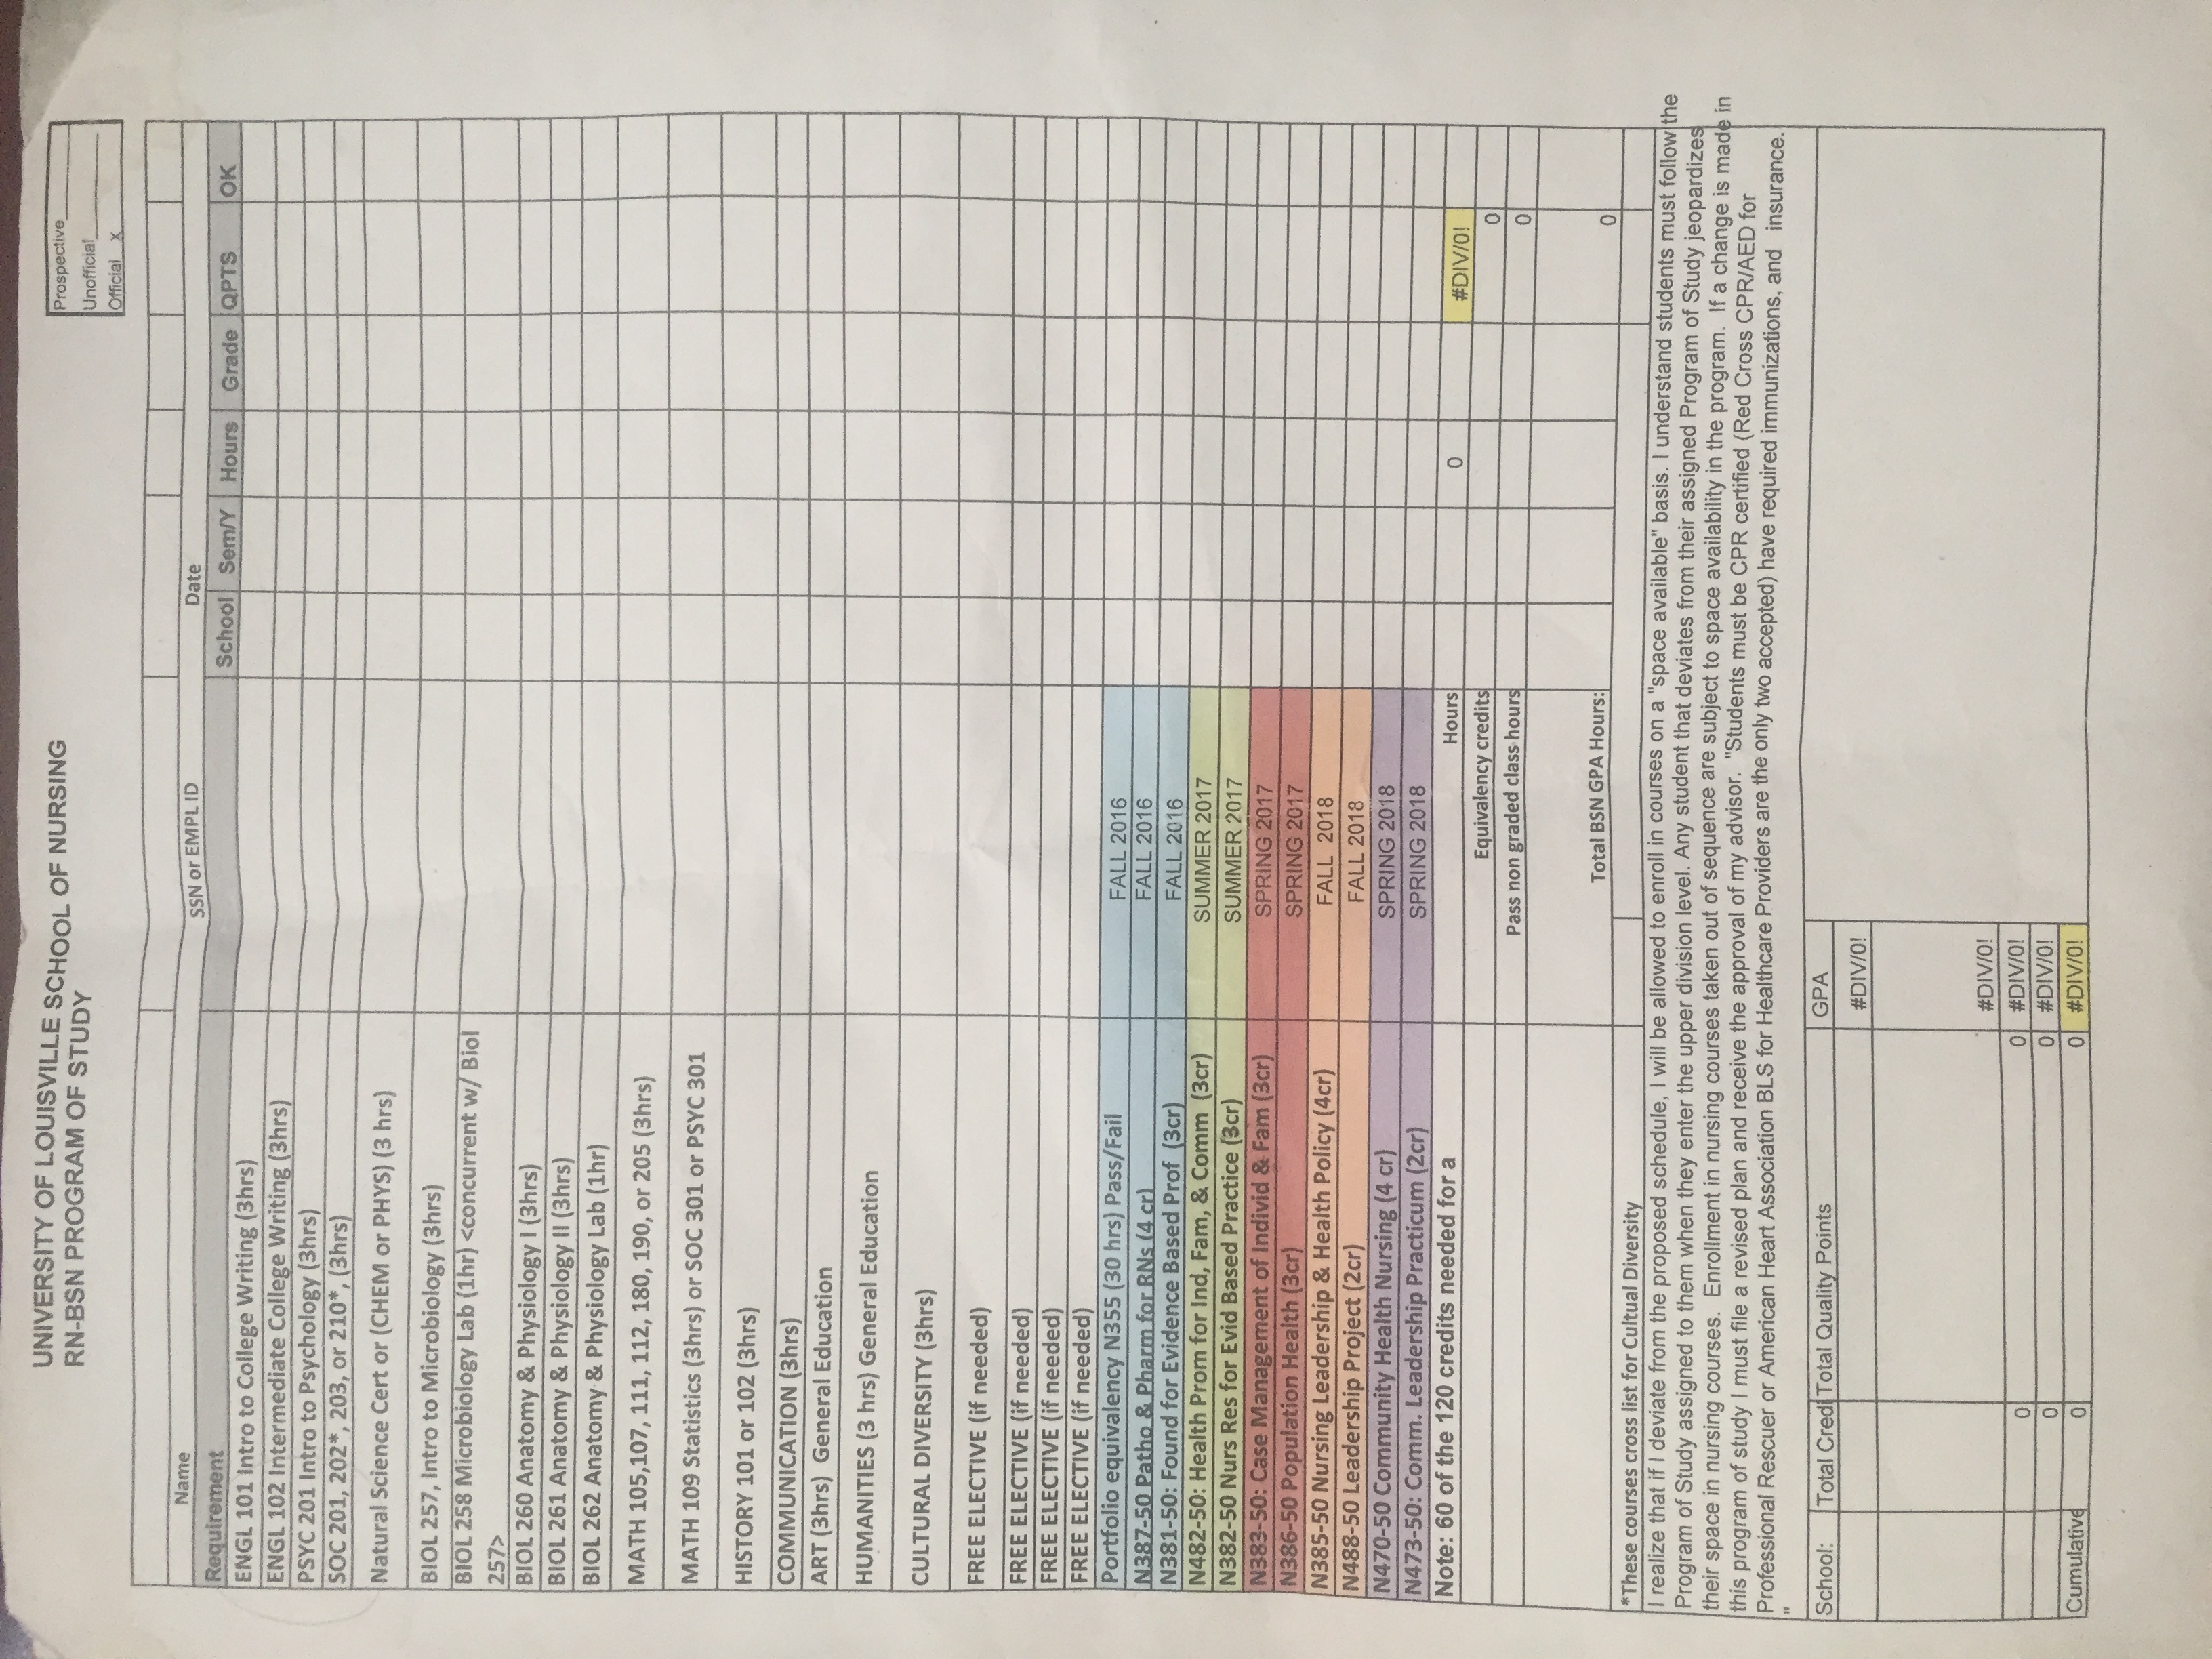 UNIVERSITY OF LOUISVILLE SCHOOL OF NURSING
RN-BSN PROGRAM OF STUDY
Prospective
Unofficial
Official x
Name SSN or EMPL ID Date
Requirement School Sem/Y Hours Grade QPTS OK
ENGL 101 Intro to College Writing (3hrs)
ENGL 102 Intermediate College Writing (3hrs)
PSYC 201 Intro to Psychology (3hrs)
SOC 201, 202*, 203, or 210*, (3hrs)
Natural Science Cert or (CHEM or PHYS) (3 hrs)
BIOL 257, Intro to Microbiology (3hrs)
BIOL 258 Microbiology Lab (1hr) <concurrent w/ Biol
257>
BIOL 260 Anatomy & Physiology I (3hrs)
BIOL 261 Anatomy & Physiology II (3hrs)
BIOL 262 Anatomy & Physiology Lab (1hr)
MATH 105,107, 111, 112, 180, 190, or 205 (3hrs)
MATH 109 Statistics (3hrs) or SOC 301 or PSYC 301
HISTORY 101 or 102 (3hrs)
COMMUNICATION (3hrs)
ART (3hrs) General Education
HUMANITIES (3 hrs) General Education
CULTURAL DIVERSITY (3hrs)
FREE ELECTIVE (if needed)
FREE ELECTIVE (if needed)
FREE ELECTIVE (if needed)
FREE ELECTIVE (if needed)
Portfolio equivalency N355 (30 hrs) Pass/Fail FALL 2016
N387-50 Patho & Pharm for RNs (4 cr) FALL 2016
N381-50: Found for Evidence Based Prof (3cr) FALL 2016
N482-50: Health Prom for Ind, Fam, & Comm (3cr) SUMMER 2017
N382-50 Nurs Res for Evid Based Practice (3cr) SUMMER 2017
N383-50: Case Management of Individ & Fam (3cr) SPRING 2017
N386-50 Population Health (3cr) SPRING 2017
N385-50 Nursing Leadership & Health Policy (4cr) FALL 2018
N488-50 Leadership Project (2cr) FALL 2018
N470-50 Community Health Nursing (4 cr) SPRING 2018
N473-50: Comm. Leadership Practicum (2cr) SPRING 2018
Note: 60 of the 120 credits needed for a Hours 0 #DIV/0!
Equivalency credits 0
Pass non graded class hours 0
Total BSN GPA Hours: 0
*These courses cross list for Cultual Diversity
I realize that if I deviate from the proposed schedule, I will be allowed to enroll in courses on a "space available" basis. I understand students must follow the
Program of Study assigned to them when they enter the upper division level. Any student that deviates from their assigned Program of Study jeopardizes
their space in nursing courses. Enrollment in nursing courses taken out of sequence are subject to space availability in the program. If a change is made in
this program of study I must file a revised plan and receive the approval of my advisor. "Students must be CPR certified (Red Cross CPR/AED for
Professional Rescuer or American Heart Association BLS for Healthcare Providers are the only two accepted) have required immunizations, and insurance.
"
School: Total Cred Total Quality Points GPA
#DIV/0!
#DIV/0!
0 0 #DIV/0!
0 0 #DIV/0!
Cumulative 0 0 #DIV/0!